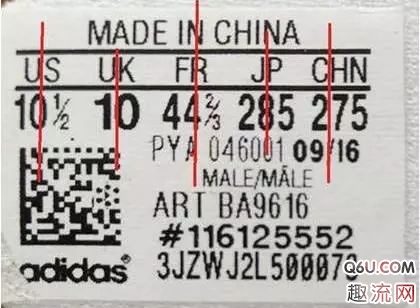 MADE IN CHINA
US UK FR JP CHN
10½ 10 44⅔ 285 275
PYA 046001 09/16
MALE/MÂLE
ART BA9616
#116125552
adidas 3JZWJ2L500073
Q6U.COM
趣流网